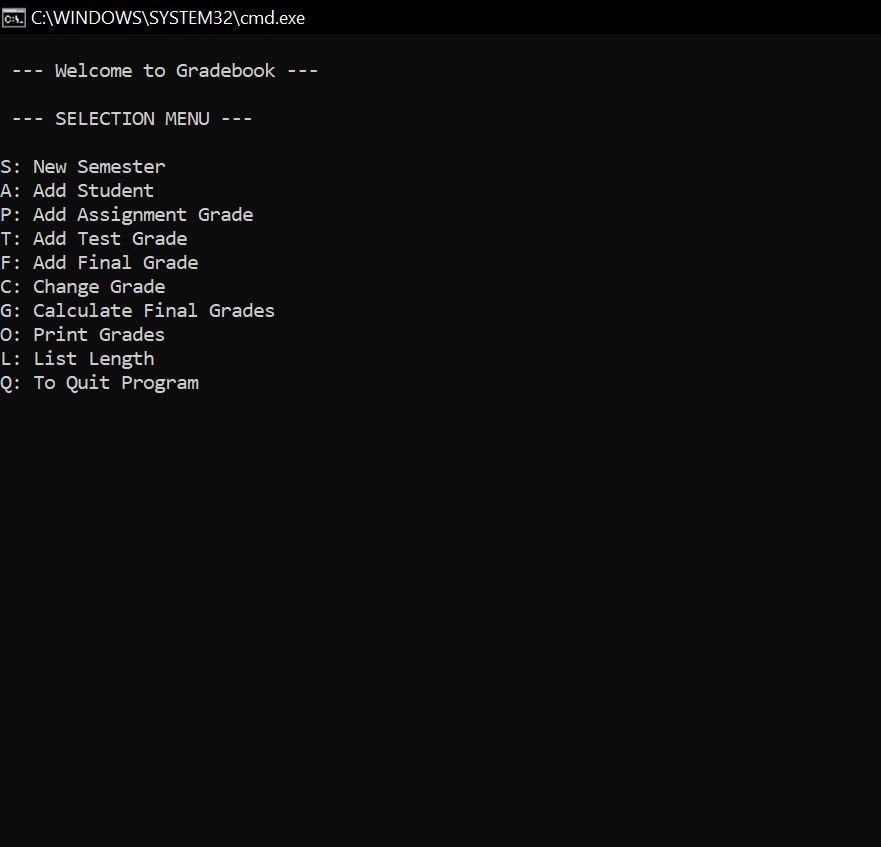 C:\WINDOWS\SYSTEM32\cmd.exe
--- Welcome to Gradebook ---
--- SELECTION MENU ---
S: New Semester
A: Add Student
P: Add Assignment Grade
T: Add Test Grade
F: Add Final Grade
C: Change Grade
G: Calculate Final Grades
O: Print Grades
L: List Length
Q: To Quit Program